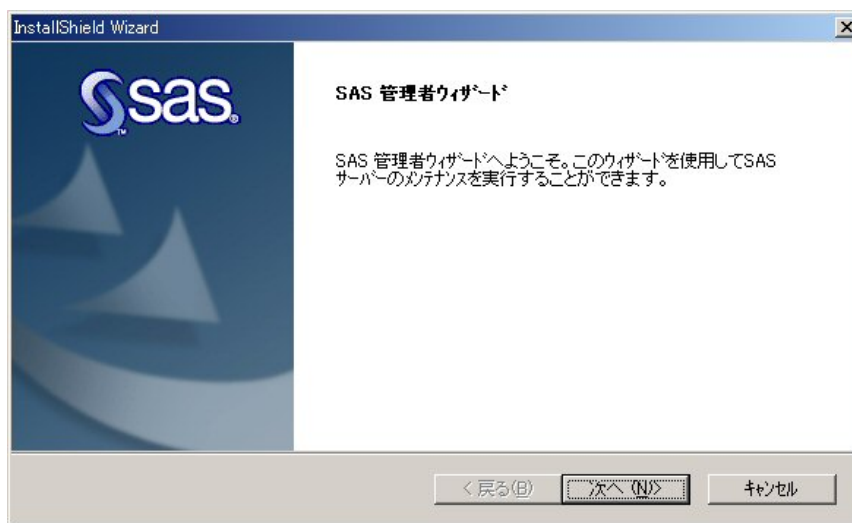 InstallShield Wizard
sas
SAS 管理者ウィザード
SAS 管理者ウィザードへようこそ。このウィザードを使用してSAS
サーバーのメンテナンスを実行することができます。
< 戻る(B)
次へ (N)>
キャンセル